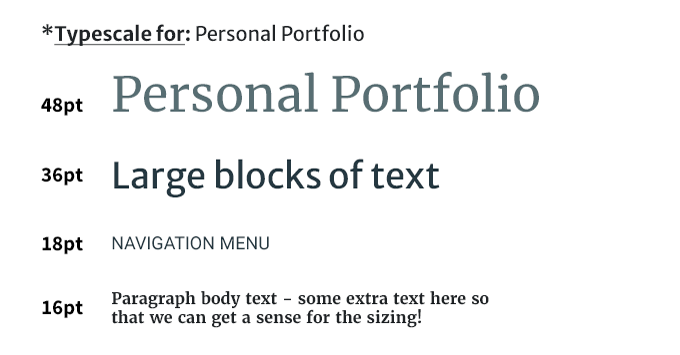 *Typescale for: Personal Portfolio
48pt Personal Portfolio
36pt Large blocks of text
18pt NAVIGATION MENU
16pt Paragraph body text - some extra text here so
that we can get a sense for the sizing!